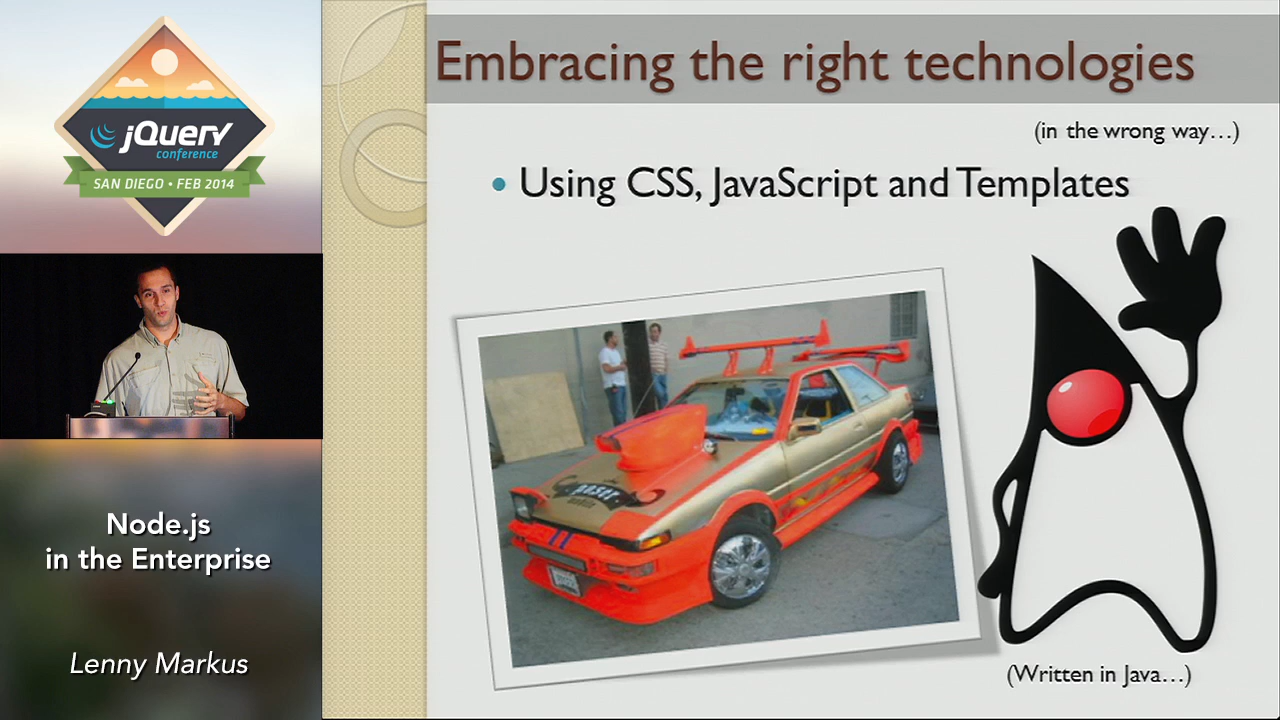 jQuery
conference
SAN DIEGO • FEB 2014
Node.js
in the Enterprise
Lenny Markus
Embracing the right technologies
(in the wrong way...)
• Using CSS, JavaScript and Templates
(Written in Java...)